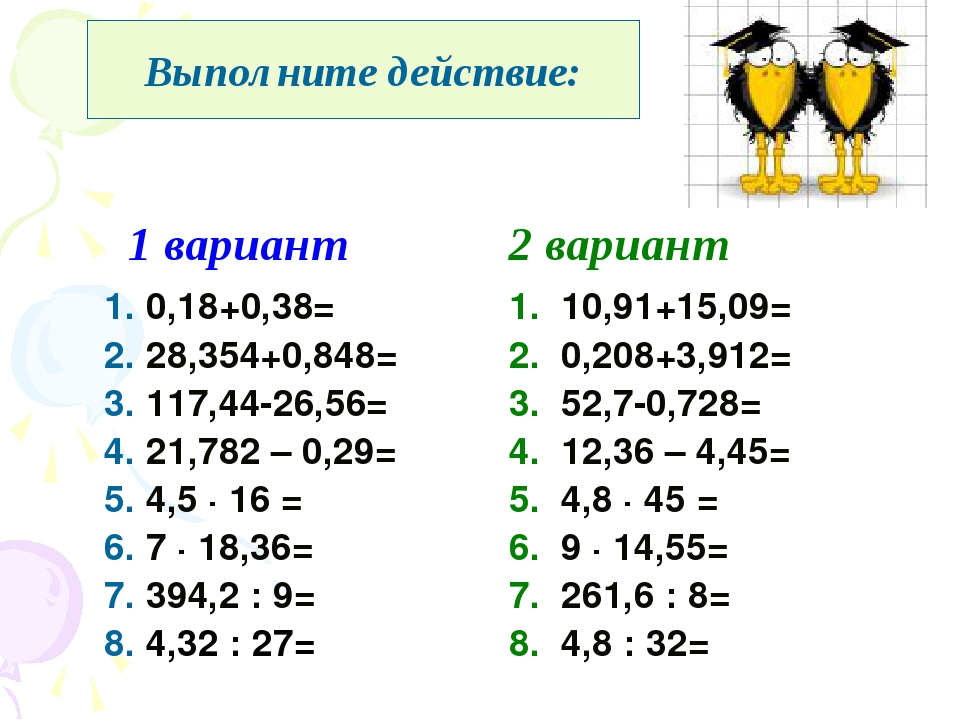 Выполните действие:
1 вариант
1. 0,18+0,38=
2. 28,354+0,848=
3. 117,44-26,56=
4. 21,782 – 0,29=
5. 4,5 · 16 =
6. 7 · 18,36=
7. 394,2 : 9=
8. 4,32 : 27=
2 вариант
1. 10,91+15,09=
2. 0,208+3,912=
3. 52,7-0,728=
4. 12,36 – 4,45=
5. 4,8 · 45 =
6. 9 · 14,55=
7. 261,6 : 8=
8. 4,8 : 32=